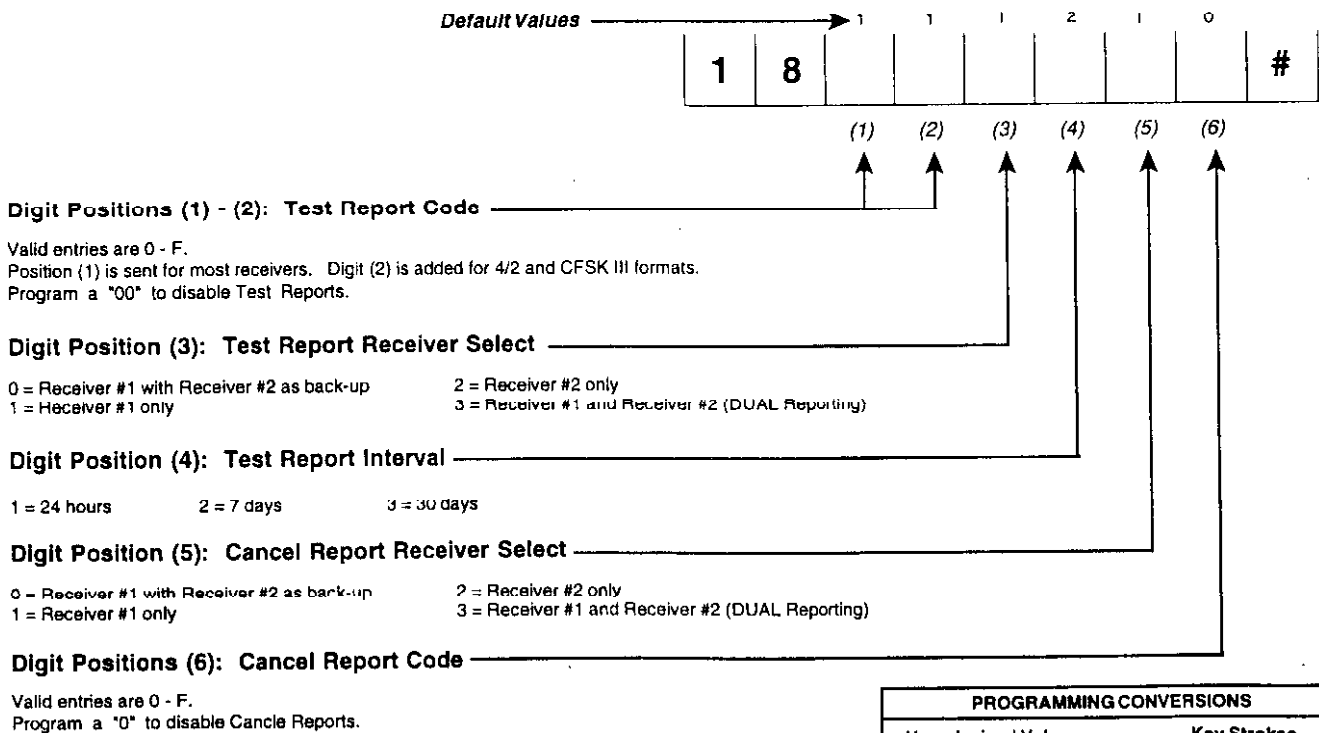 Default Values 1 1 1 2 1 0
1 8 #
(1) (2) (3) (4) (5) (6)
Digit Positions (1) - (2): Test Report Code
Valid entries are 0 - F.
Position (1) is sent for most receivers. Digit (2) is added for 4/2 and CFSK III formats.
Program a "00" to disable Test Reports.
Digit Position (3): Test Report Receiver Select
0 = Receiver #1 with Receiver #2 as back-up 2 = Receiver #2 only
1 = Receiver #1 only 3 = Receiver #1 and Receiver #2 (DUAL Reporting)
Digit Position (4): Test Report Interval
1 = 24 hours 2 = 7 days 3 = 30 days
Digit Position (5): Cancel Report Receiver Select
0 = Receiver #1 with Receiver #2 as back-up 2 = Receiver #2 only
1 = Receiver #1 only 3 = Receiver #1 and Receiver #2 (DUAL Reporting)
Digit Positions (6): Cancel Report Code
Valid entries are 0 - F.
Program a "0" to disable Cancle Reports.
PROGRAMMING CONVERSIONS
Key Strokes